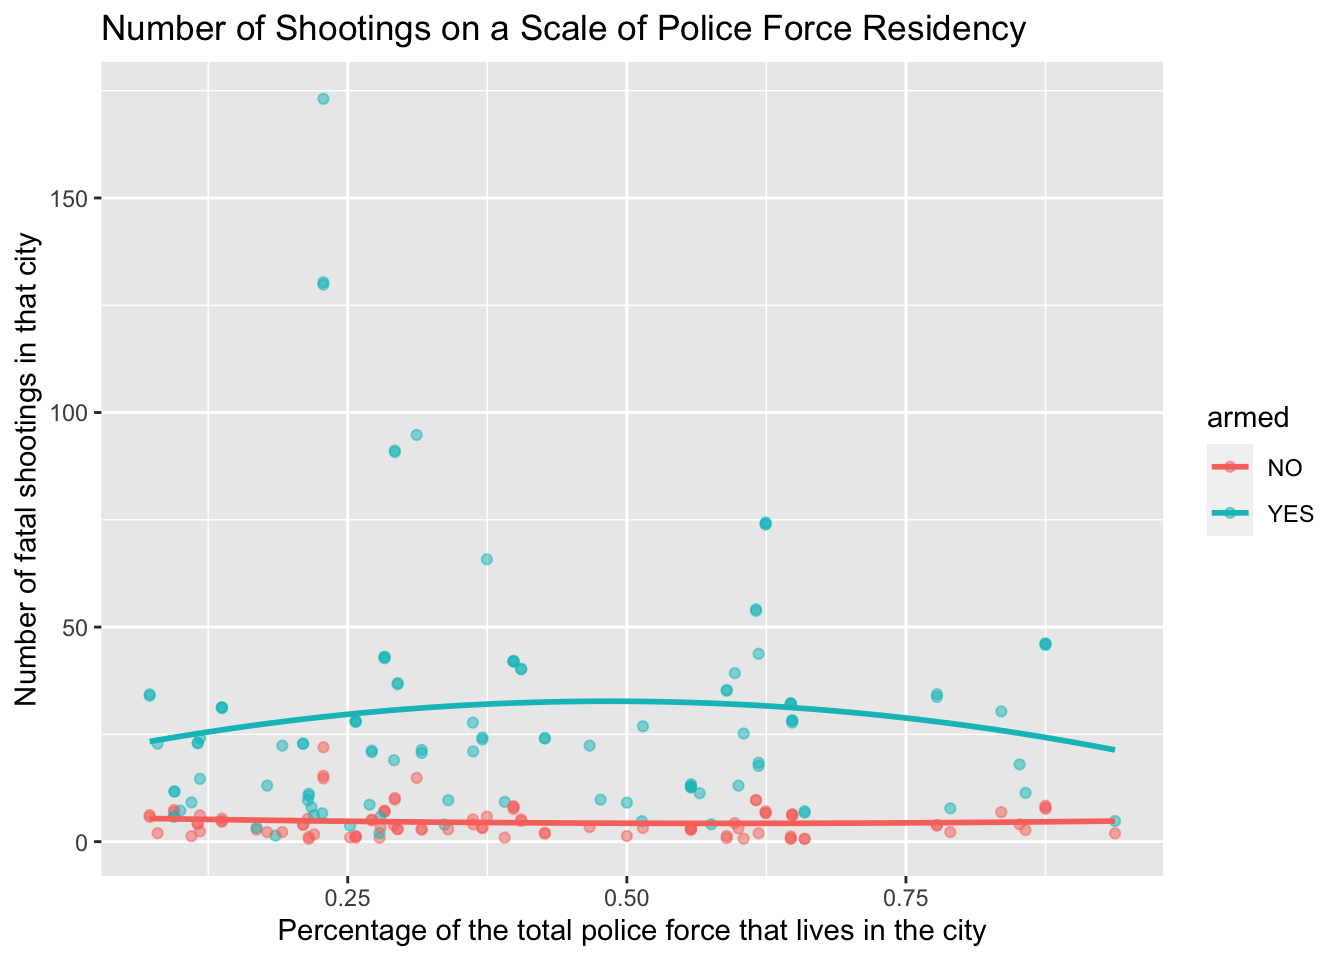 Number of Shootings on a Scale of Police Force Residency
Number of fatal shootings in that city
150
100
50
0
0.25
0.50
0.75
Percentage of the total police force that lives in the city
armed
NO
YES